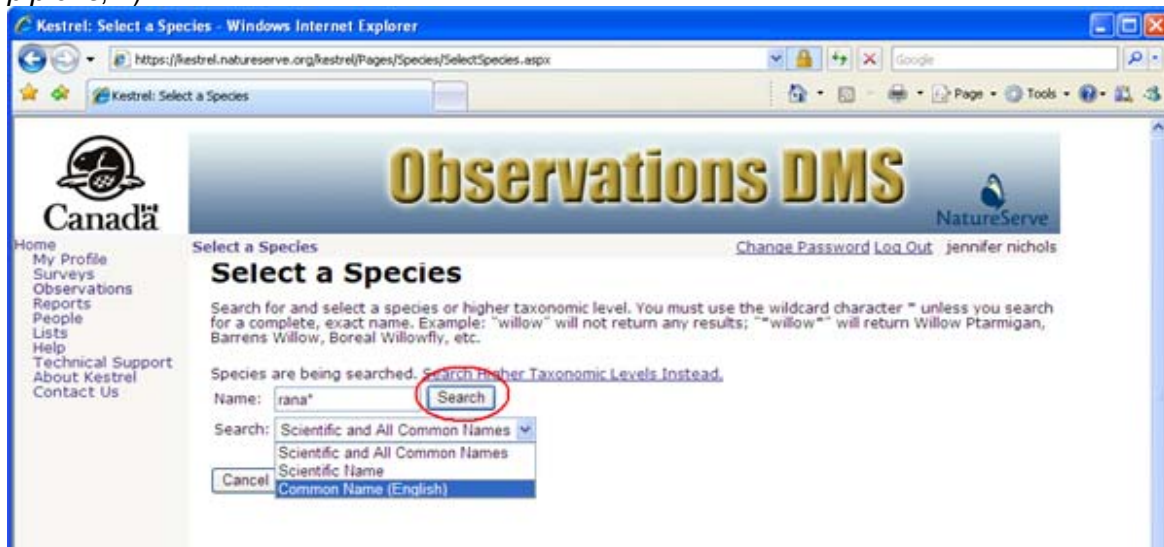 Kestrel: Select a Species - Windows Internet Explorer
https://kestrel.natureserve.org/kestrel/Pages/Species/SelectSpecies.aspx
Google
Kestrel: Select a Species
Page
Tools
Canadä
Observations DMS
NatureServe
Home
My Profile
Surveys
Observations
Reports
People
Lists
Help
Technical Support
About Kestrel
Contact Us
Select a Species
Change Password Log Out jennifer nichols
Select a Species
Search for and select a species or higher taxonomic level. You must use the wildcard character * unless you search
for a complete, exact name. Example: "willow" will not return any results; "*willow*" will return Willow Ptarmigan,
Barrens Willow, Boreal Willowfly, etc.
Species are being searched. Search Higher Taxonomic Levels Instead.
Name: rana* Search
Search: Scientific and All Common Names
Scientific and All Common Names
Scientific Name
Common Name (English)
Cancel